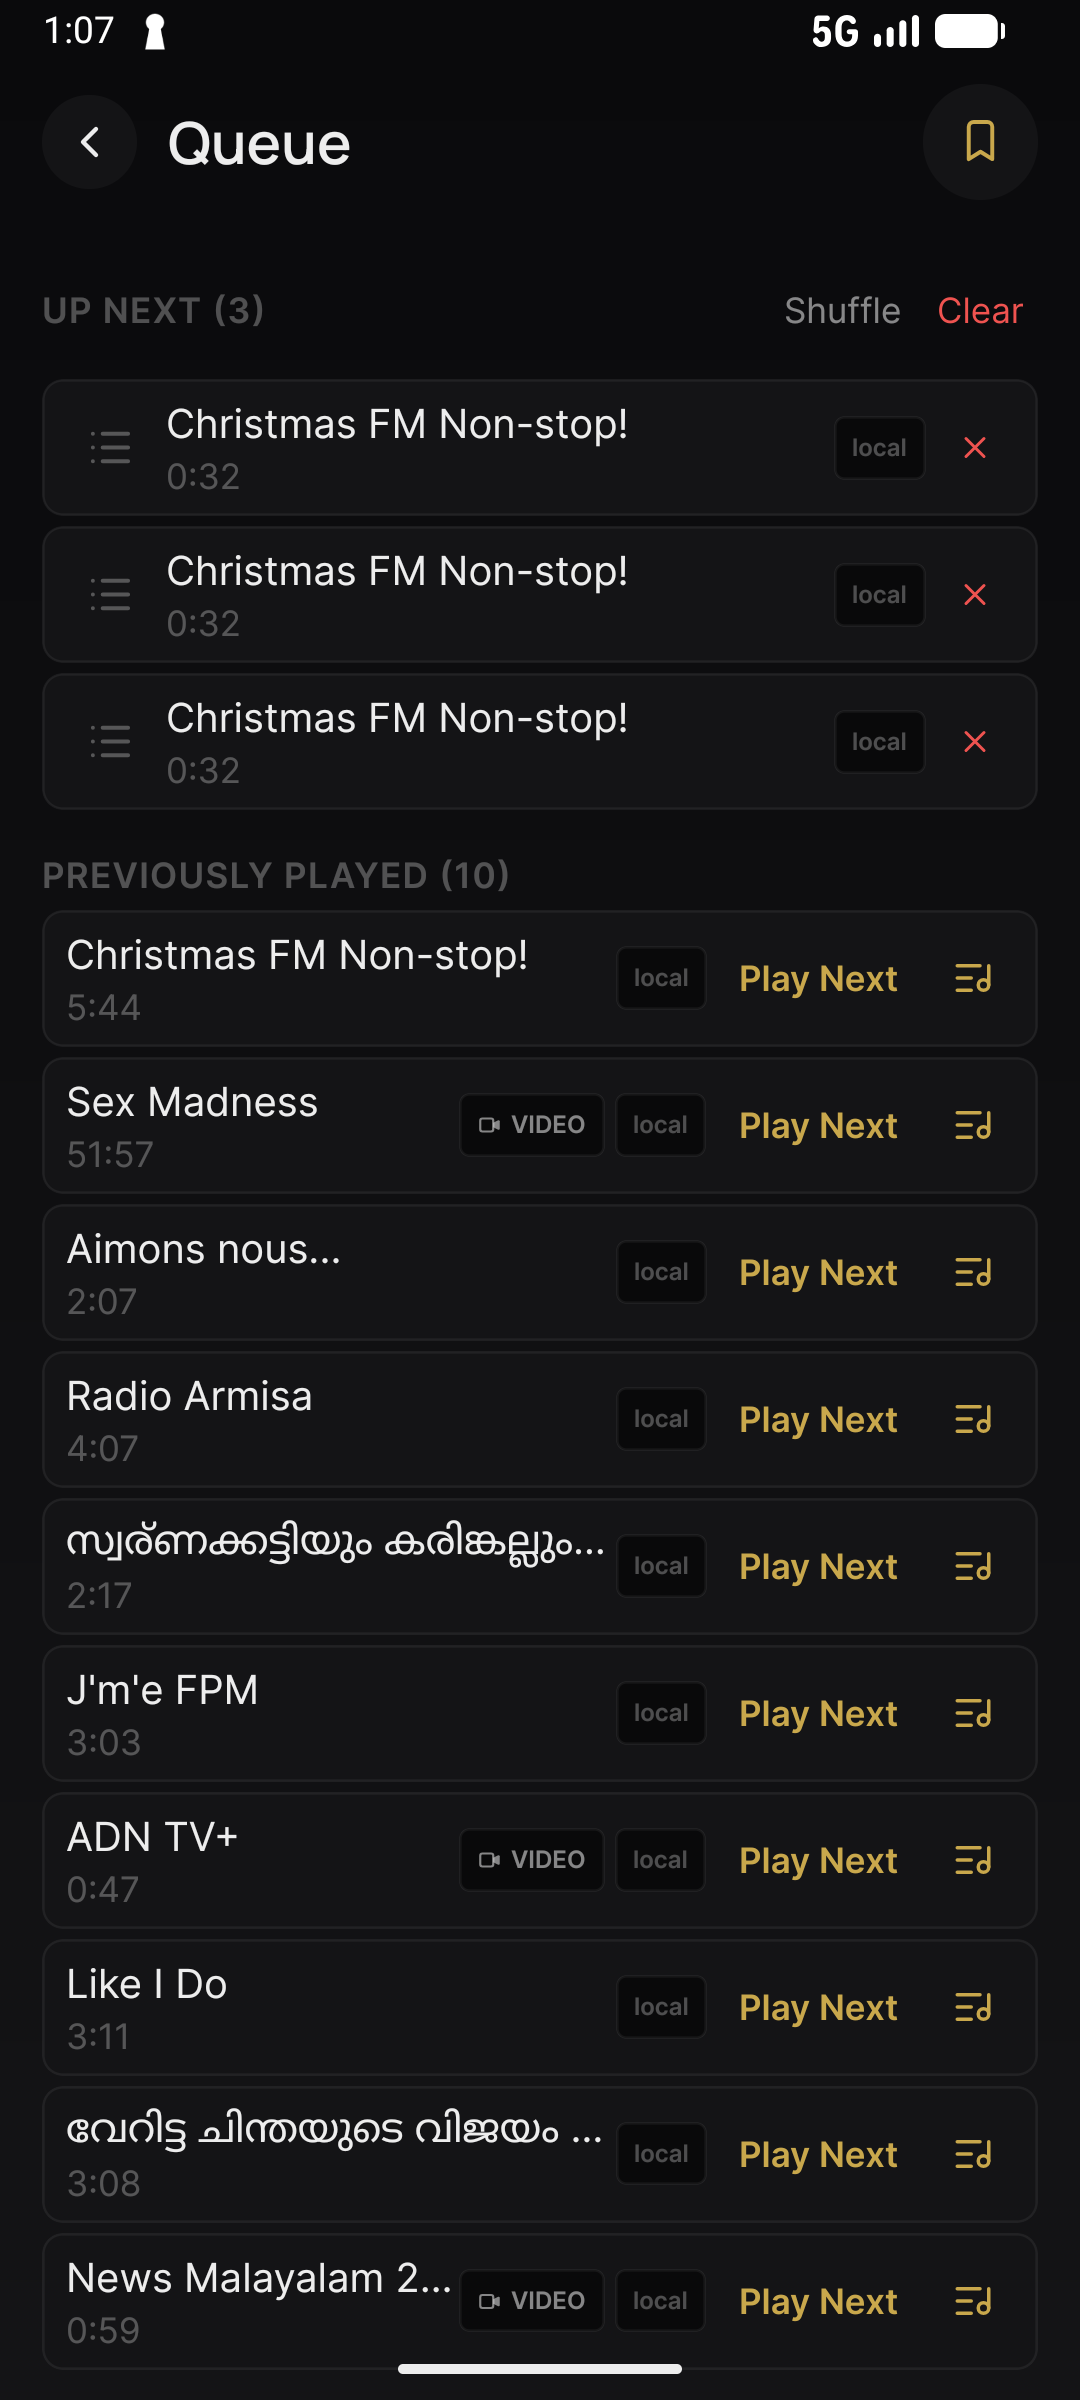 1:07
5G
Queue
UP NEXT (3)
Shuffle
Clear
Christmas FM Non-stop!
0:32
local
Christmas FM Non-stop!
0:32
local
Christmas FM Non-stop!
0:32
local
PREVIOUSLY PLAYED (10)
Christmas FM Non-stop!
5:44
local
Play Next
Sex Madness
51:57
VIDEO
local
Play Next
Aimons nous...
2:07
local
Play Next
Radio Armisa
4:07
local
Play Next
സ്വര്ണക്കട്ടിയും കരിങ്കല്ലും...
2:17
local
Play Next
J'm'e FPM
3:03
local
Play Next
ADN TV+
0:47
VIDEO
local
Play Next
Like I Do
3:11
local
Play Next
വേറിട്ട ചിന്തയുടെ വിജയം ...
3:08
local
Play Next
News Malayalam 2...
0:59
VIDEO
local
Play Next